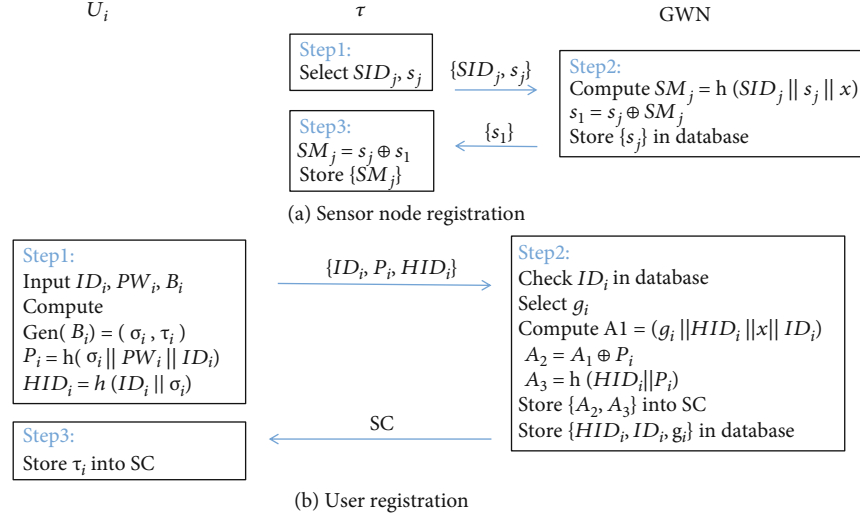 U_i τ GWN
Step1:
Select SID_j, s_j
{SID_j, s_j}
Step2:
Compute SM_j = h (SID_j || s_j || x)
s_1 = s_j ⊕ SM_j
Store {s_j} in database
{s_1}
Step3:
SM_j = s_j ⊕ s_1
Store {SM_j}
(a) Sensor node registration
Step1:
Input ID_i, PW_i, B_i
Compute
Gen( B_i) = ( σ_i , τ_i)
P_i = h( σ_i || PW_i || ID_i)
HID_i = h (ID_i || σ_i)
{ID_i, P_i, HID_i}
Step2:
Check ID_i in database
Select g_i
Compute A1 = (g_i ||HID_i ||x|| ID_i)
A_2 = A_1 ⊕ P_i
A_3 = h (HID_i||P_i)
Store {A_2, A_3} into SC
Store {HID_i, ID_i, g_i} in database
SC
Step3:
Store τ_i into SC
(b) User registration